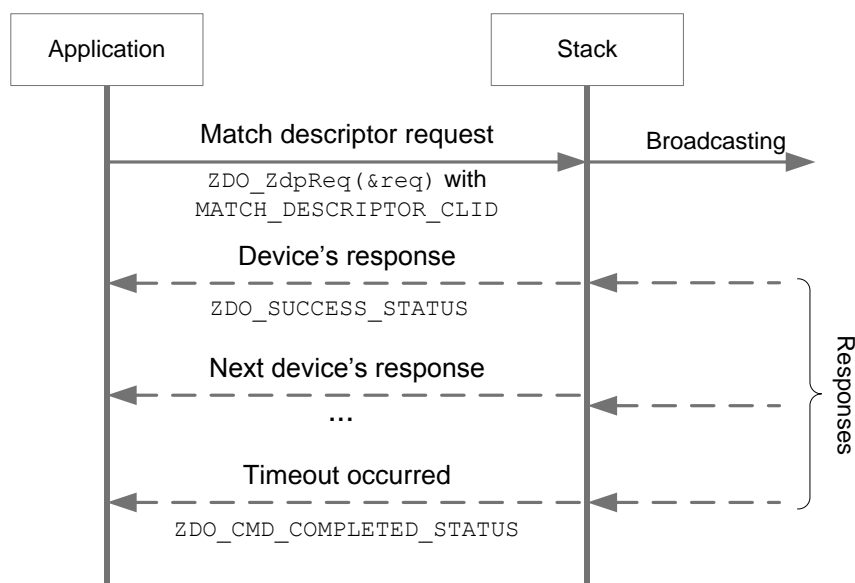 Application
Stack
Match descriptor request
Broadcasting
ZDO_ZdpReq(&req) with
MATCH_DESCRIPTOR_CLID
Device’s response
ZDO_SUCCESS_STATUS
Next device’s response
...
Timeout occurred
ZDO_CMD_COMPLETED_STATUS
Responses